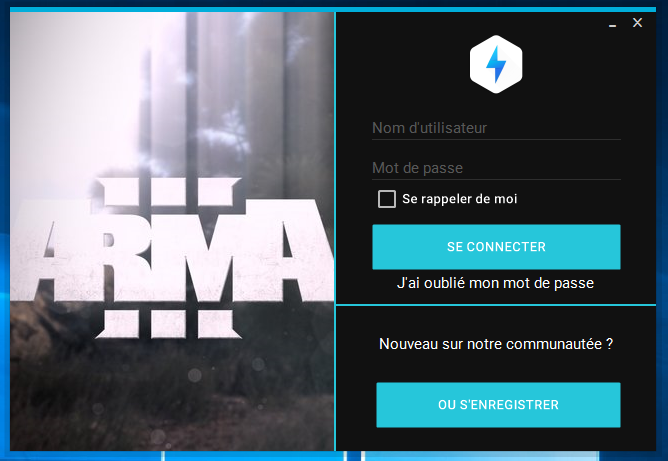 ARMA
III
Nom d'utilisateur
Mot de passe
Se rappeler de moi
SE CONNECTER
J'ai oublié mon mot de passe
Nouveau sur notre communautée ?
OU S'ENREGISTRER